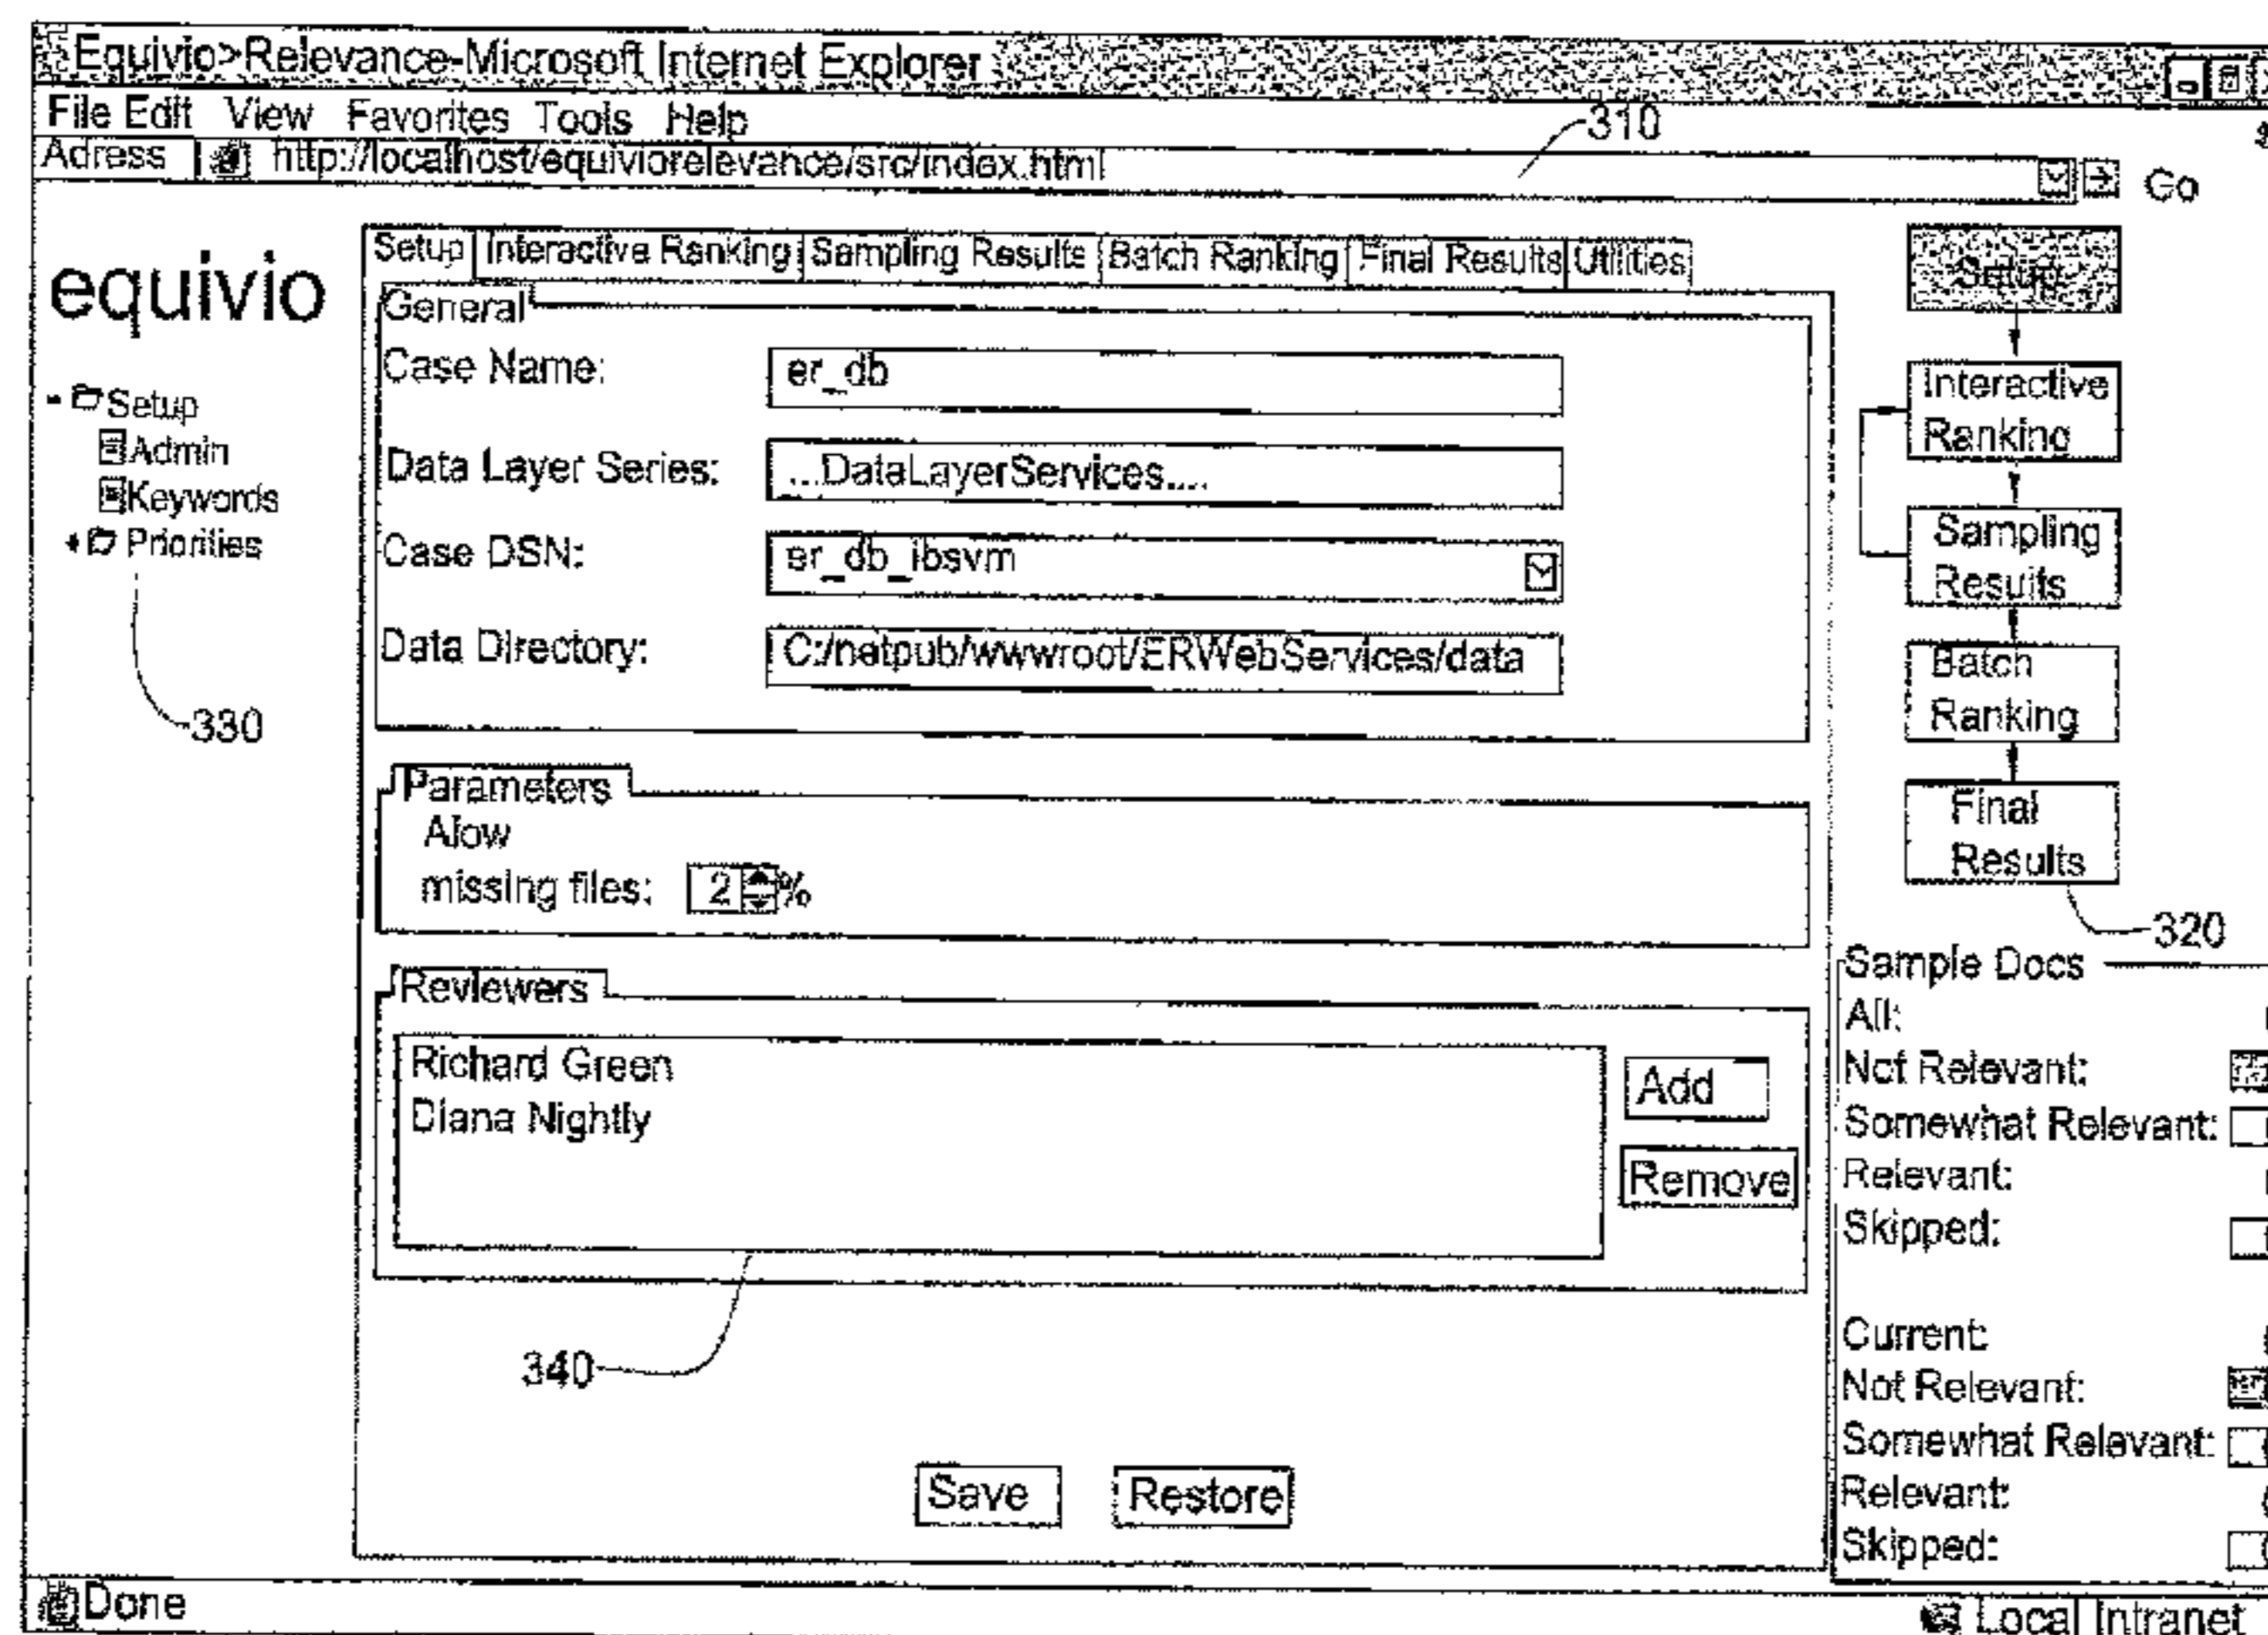 Equivio>Relevance-Microsoft Internet Explorer
File Edit View Favorites Tools Help
310
Adress http://localhost/equiviorelevance/src/index.html Go
equivio
Setup
Admin
Keywords
Priorities
330
Setup Interactive Ranking Sampling Results Batch Ranking Final Results Utilities
General
Case Name: er_db
Data Layer Series: ...DataLayerServices....
Case DSN: er_db_ibsvm
Data Directory: C:/netpub/wwwroot/ERWebServices/data
Parameters
Alow
missing files: 2 %
Reviewers
Richard Green
Diana Nightly
Add
Remove
340
Save Restore
Setup
Interactive
Ranking
Sampling
Results
Batch
Ranking
Final
Results
320
Sample Docs
All:
Not Relevant:
Somewhat Relevant:
Relevant:
Skipped:
Current:
Not Relevant:
Somewhat Relevant:
Relevant:
Skipped:
Done
Local Intranet